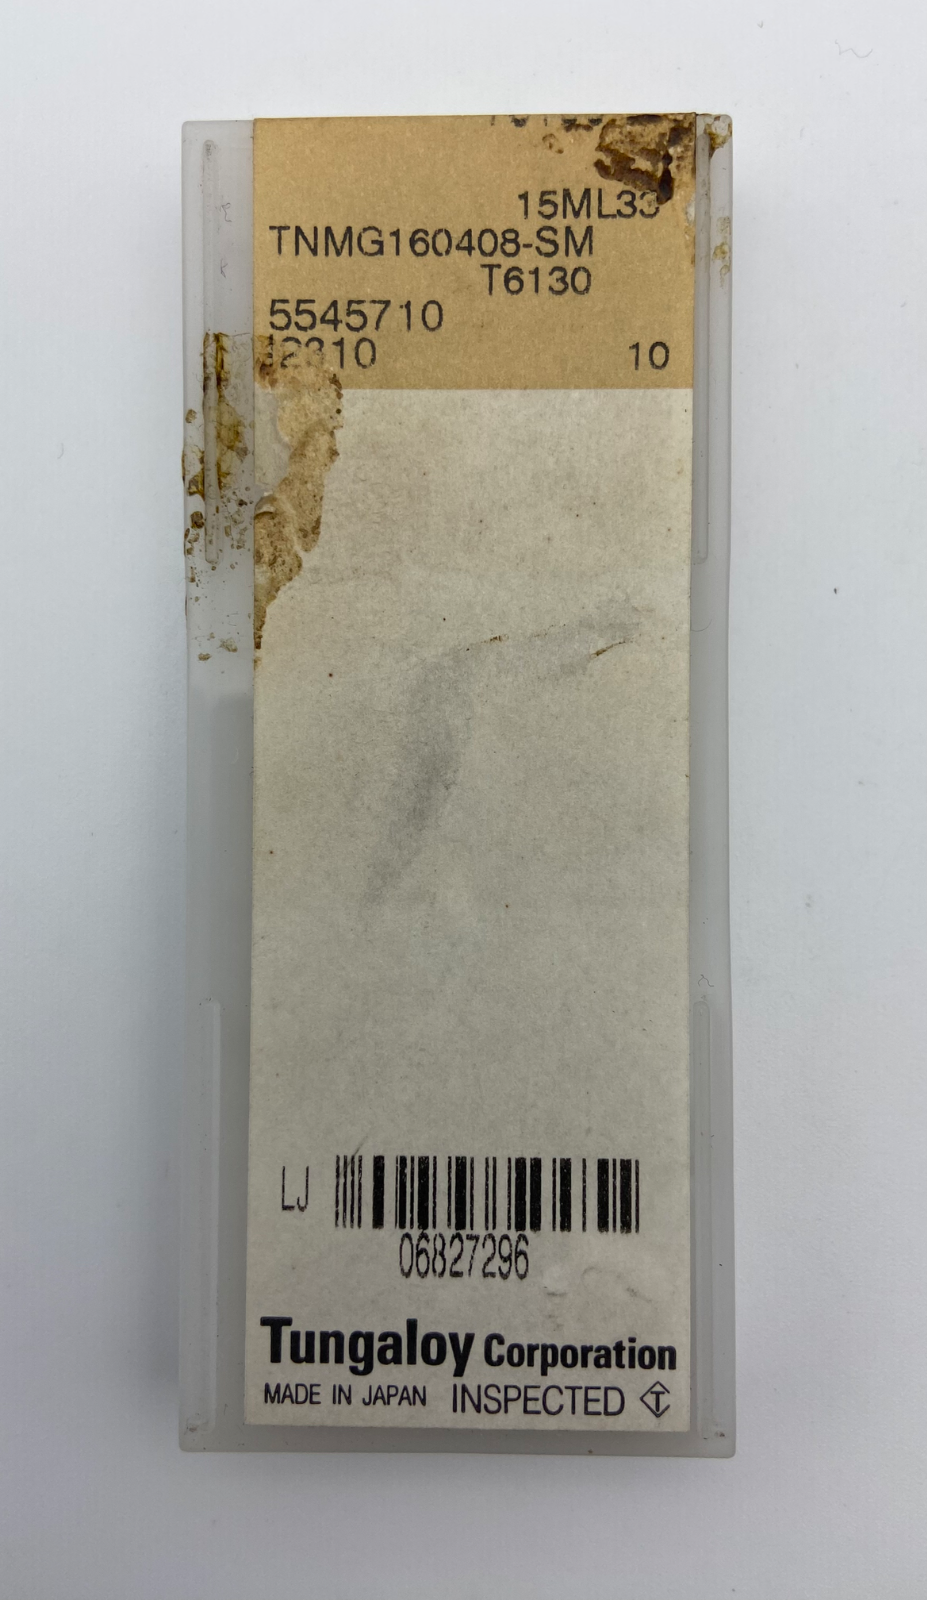 15ML33
TNMG160408-SM
T6130
5545710
10
LJ
06827296
Tungaloy Corporation
MADE IN JAPAN INSPECTED T